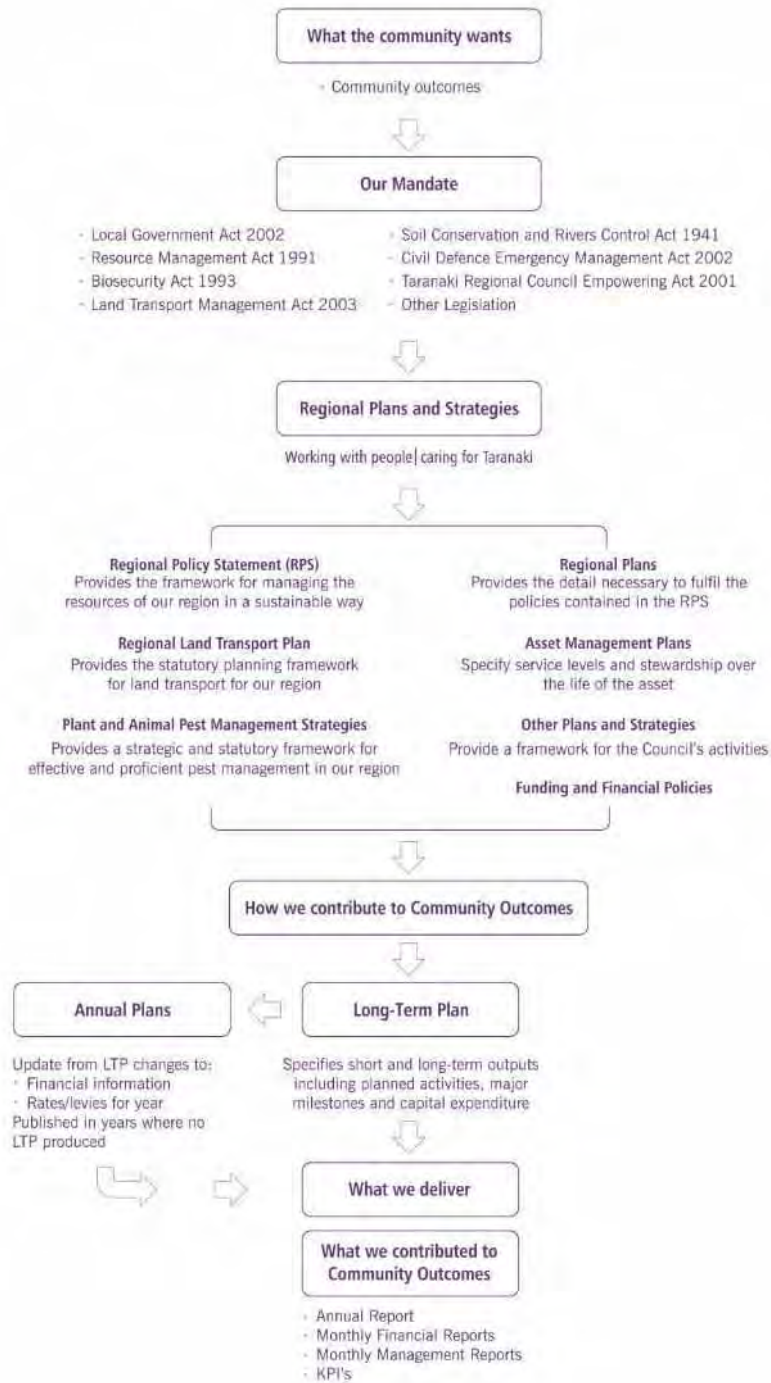 What the community wants
· Community outcomes
Our Mandate
· Local Government Act 2002
· Resource Management Act 1991
· Biosecurity Act 1993
· Land Transport Management Act 2003
· Soil Conservation and Rivers Control Act 1941
· Civil Defence Emergency Management Act 2002
· Taranaki Regional Council Empowering Act 2001
· Other Legislation
Regional Plans and Strategies
Working with people| caring for Taranaki
Regional Policy Statement (RPS)
Provides the framework for managing the
resources of our region in a sustainable way
Regional Land Transport Plan
Provides the statutory planning framework
for land transport for our region
Plant and Animal Pest Management Strategies
Provides a strategic and statutory framework for
effective and proficient pest management in our region
Regional Plans
Provides the detail necessary to fulfil the
policies contained in the RPS
Asset Management Plans
Specify service levels and stewardship over
the life of the asset
Other Plans and Strategies
Provide a framework for the Council's activities
Funding and Financial Policies
How we contribute to Community Outcomes
Annual Plans
Update from LTP changes to:
· Financial information
· Rates/levies for year
Published in years where no
LTP produced
Long-Term Plan
Specifies short and long-term outputs
including planned activities, major
milestones and capital expenditure
What we deliver
What we contributed to
Community Outcomes
· Annual Report
· Monthly Financial Reports
· Monthly Management Reports
· KPI's